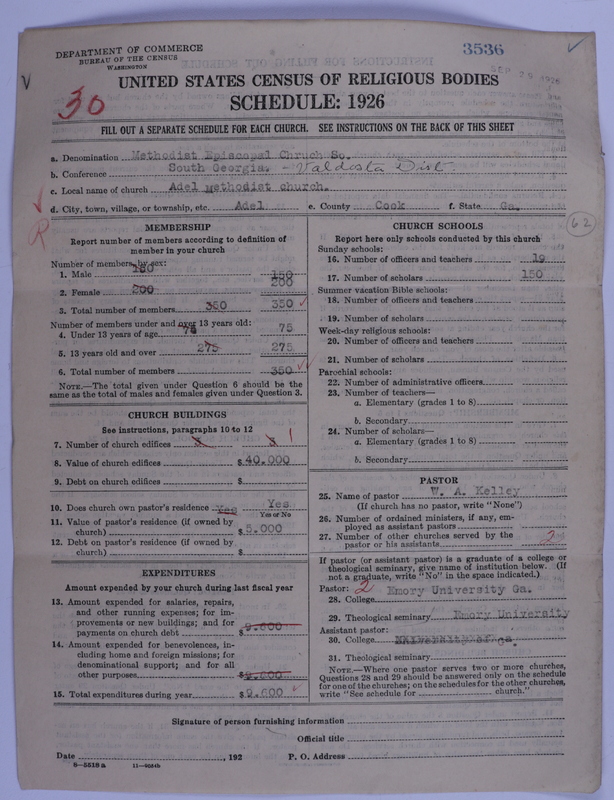 DEPARTMENT OF COMMERCE
BUREAU OF THE CENSUS
WASHINGTON
3536
SEP 29 1926
UNITED STATES CENSUS OF RELIGIOUS BODIES
30
SCHEDULE: 1926
FILL OUT A SEPARATE SCHEDULE FOR EACH CHURCH. SEE INSTRUCTIONS ON THE BACK OF THIS SHEET
a. Denomination Methodist Episcopal Chruch So.
b. Conference South Georgia. - Valdosta Dist.
c. Local name of church Adel Methodist church.
d. City, town, village, or township, etc. Adel e. County Cook f. State Ga.
R
62
MEMBERSHIP
Report number of members according to definition of
member in your church
Number of members by sex:
1. Male 150 150
2. Female 200 200
3. Total number of members 350 350
Number of members under and over 13 years old:
4. Under 13 years of age 75 75
5. 13 years old and over 275 275
6. Total number of members 350
NOTE.—The total given under Question 6 should be the
same as the total of males and females given under Question 3.
CHURCH BUILDINGS
See instructions, paragraphs 10 to 12
7. Number of church edifices 1
8. Value of church edifices $40.000
9. Debt on church edifices $
10. Does church own pastor's residence Yes Yes
Yes or No
11. Value of pastor's residence (if owned by
church) $5.000
12. Debt on pastor's residence (if owned by
church) $
EXPENDITURES
Amount expended by your church during last fiscal year
13. Amount expended for salaries, repairs,
and other running expenses; for im-
provements or new buildings; and for
payments on church debt $9.600
14. Amount expended for benevolences, in-
cluding home and foreign missions; for
denominational support; and for all
other purposes $9.600
15. Total expenditures during year $9.600
CHURCH SCHOOLS
Report here only schools conducted by this church
Sunday schools:
16. Number of officers and teachers 19
17. Number of scholars 150
Summer vacation Bible schools:
18. Number of officers and teachers
19. Number of scholars
Week-day religious schools:
20. Number of officers and teachers
21. Number of scholars
Parochial schools:
22. Number of administrative officers
23. Number of teachers—
a. Elementary (grades 1 to 8)
b. Secondary
24. Number of scholars—
a. Elementary (grades 1 to 8)
b. Secondary
PASTOR
25. Name of pastor W. A. Kelley
(If church has no pastor, write "None")
26. Number of ordained ministers, if any, em-
ployed as assistant pastors
27. Number of other churches served by the
pastor or his assistants 2
If pastor (or assistant pastor) is a graduate of a college or
theological seminary, give name of institution below. (If
not a graduate, write "No" in the space indicated.)
Pastor: 2
28. College Emory University Ga.
29. Theological seminary Emory University
Assistant pastor:
30. College
31. Theological seminary
NOTE.—Where one pastor serves two or more churches,
Questions 28 and 29 should be answered only on the schedule
for one of the churches; on the schedules for the other churches,
write "See schedule for church."
Signature of person furnishing information
Official title
Date , 192 P. O. Address
8—5518 a 11—9054b